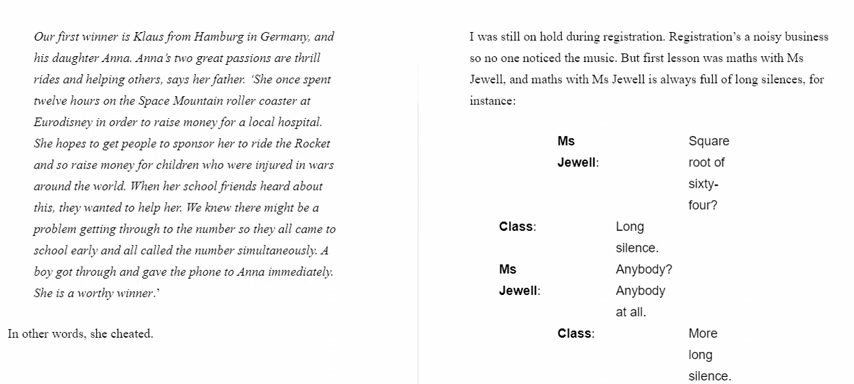 Our first winner is Klaus from Hamburg in Germany, and
his daughter Anna. Anna’s two great passions are thrill
rides and helping others, says her father. ‘She once spent
twelve hours on the Space Mountain roller coaster at
Eurodisney in order to raise money for a local hospital.
She hopes to get people to sponsor her to ride the Rocket
and so raise money for children who were injured in wars
around the world. When her school friends heard about
this, they wanted to help her. We knew there might be a
problem getting through to the number so they all came to
school early and all called the number simultaneously. A
boy got through and gave the phone to Anna immediately.
She is a worthy winner.’
In other words, she cheated.
I was still on hold during registration. Registration’s a noisy business
so no one noticed the music. But first lesson was maths with Ms
Jewell, and maths with Ms Jewell is always full of long silences, for
instance:
Ms Square
Jewell: root of
sixty-
four?
Class: Long
silence.
Ms Anybody?
Jewell: Anybody
at all.
Class: More
long
silence.